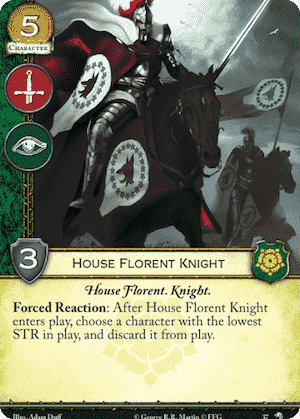 5
CHARACTER
3
HOUSE FLORENT KNIGHT
House Florent. Knight.
Forced Reaction: After House Florent Knight
enters play, choose a character with the lowest
STR in play, and discard it from play.
Illus. Adam Duff © George R. R. Martin © FFG